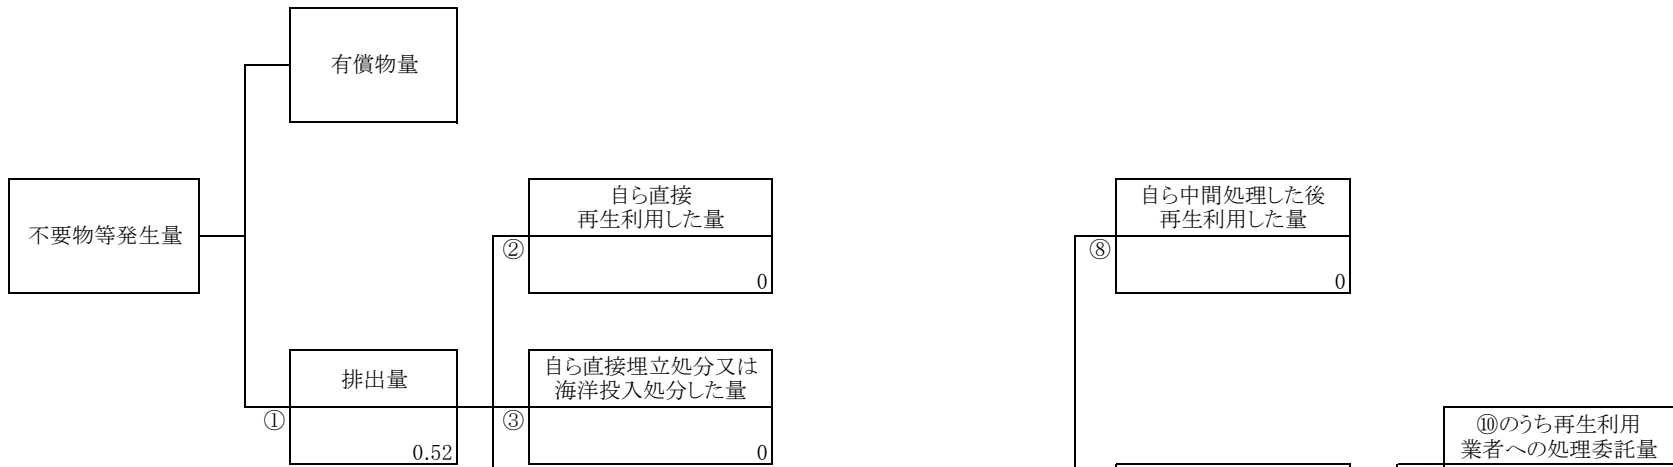 有償物量
不要物等発生量
自ら直接
再生利用した量
②
0
自ら中間処理した後
再生利用した量
⑧
0
排出量
①
0.52
自ら直接埋立処分又は
海洋投入処分した量
③
0
⑩のうち再生利用
業者への処理委託量